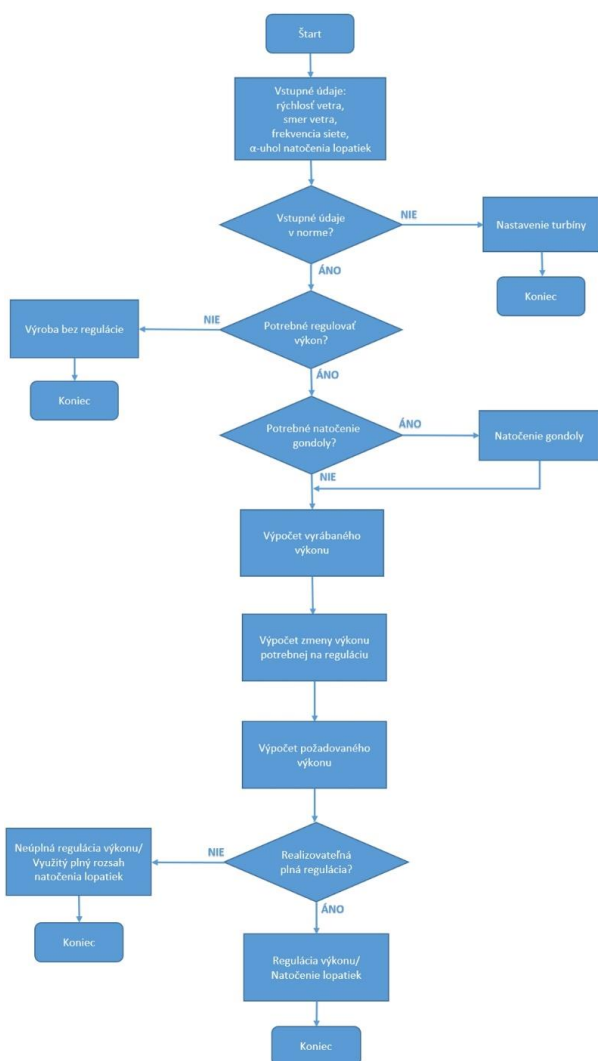 Štart
Vstupné údaje:
rýchlosť vetra,
smer vetra,
frekvencia siete,
α-uhol natočenia lopatiek
Vstupné údaje
v norme?
NIE
Nastavenie turbíny
Koniec
ÁNO
Potrebné regulovať
výkon?
NIE
Výroba bez regulácie
Koniec
ÁNO
Potrebné natočenie
gondoly?
ÁNO
Natočenie gondoly
NIE
Výpočet vyrábaného
výkonu
Výpočet zmeny výkonu
potrebnej na reguláciu
Výpočet požadovaného
výkonu
Realizovateľná
plná regulácia?
NIE
Neúplná regulácia výkonu/
Využitý plný rozsah
natočenia lopatiek
Koniec
ÁNO
Regulácia výkonu/
Natočenie lopatiek
Koniec